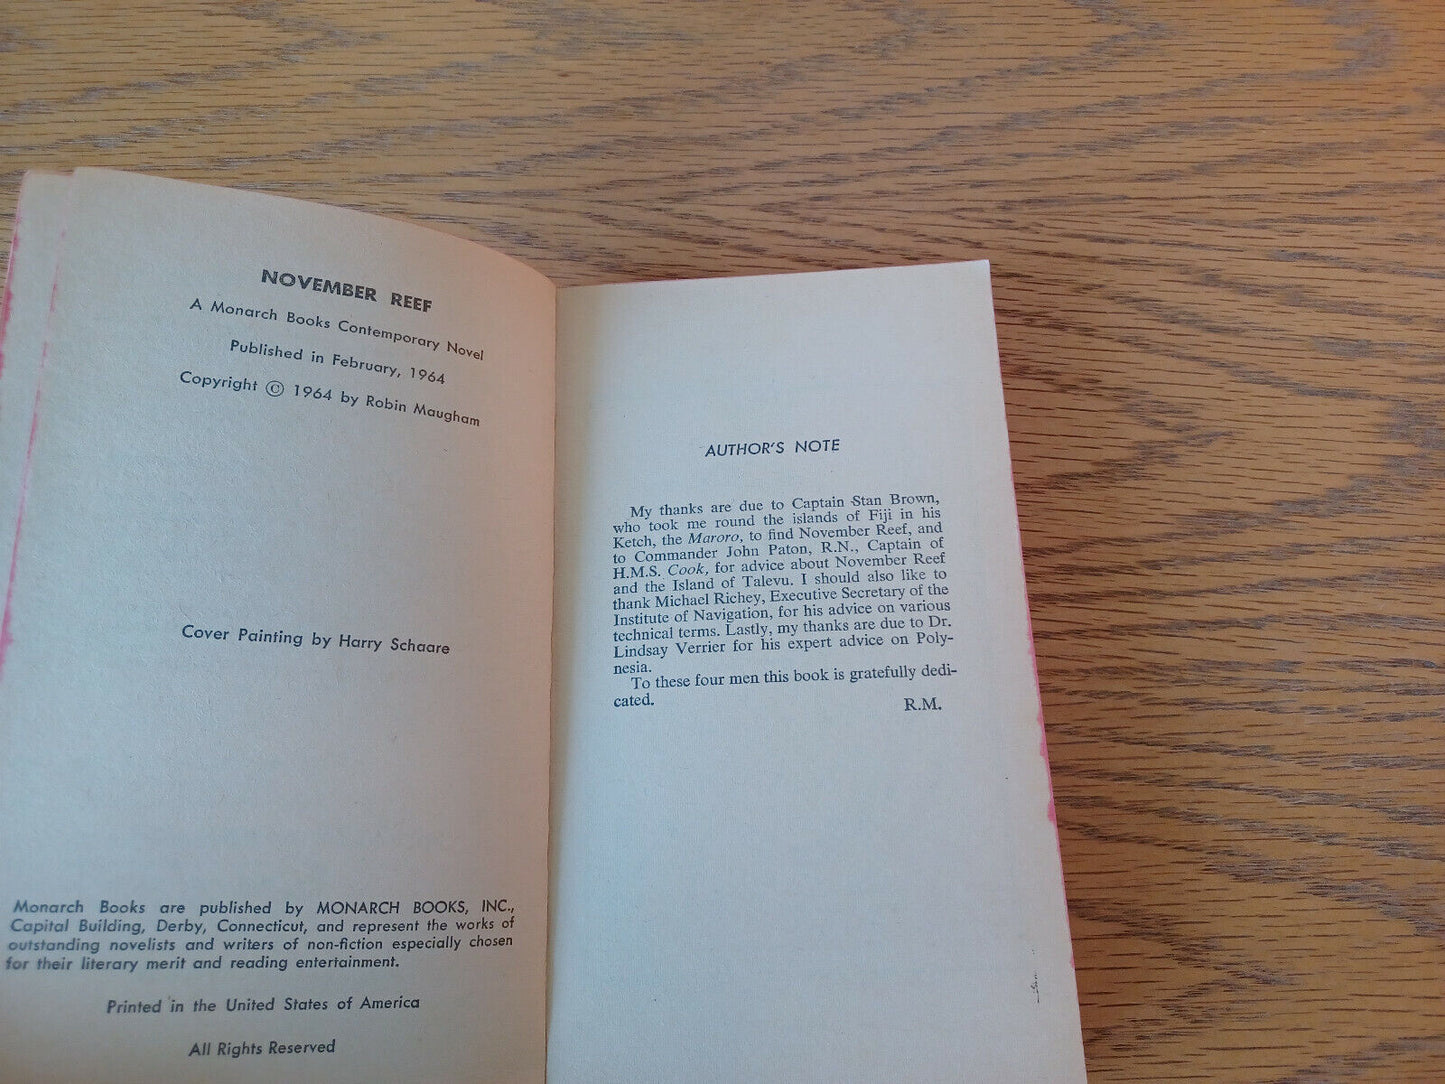 NOVEMBER REEF
A Monarch Books Contemporary Novel
Published in February, 1964
Copyright © 1964 by Robin Maugham
Cover Painting by Harry Schaare
Monarch Books are published by MONARCH BOOKS, INC.,
Capital Building, Derby, Connecticut, and represent the works of
outstanding novelists and writers of non-fiction especially chosen
for their literary merit and reading entertainment.
Printed in the United States of America
All Rights Reserved
AUTHOR'S NOTE
My thanks are due to Captain Stan Brown,
who took me round the islands of Fiji in his
Ketch, the Maroro, to find November Reef, and
to Commander John Paton, R.N., Captain of
H.M.S. Cook, for advice about November Reef
and the Island of Talevu. I should also like to
thank Michael Richey, Executive Secretary of the
Institute of Navigation, for his advice on various
technical terms. Lastly, my thanks are due to Dr.
Lindsay Verrier for his expert advice on Poly-
nesia.
To these four men this book is gratefully dedi-
cated.
R.M.